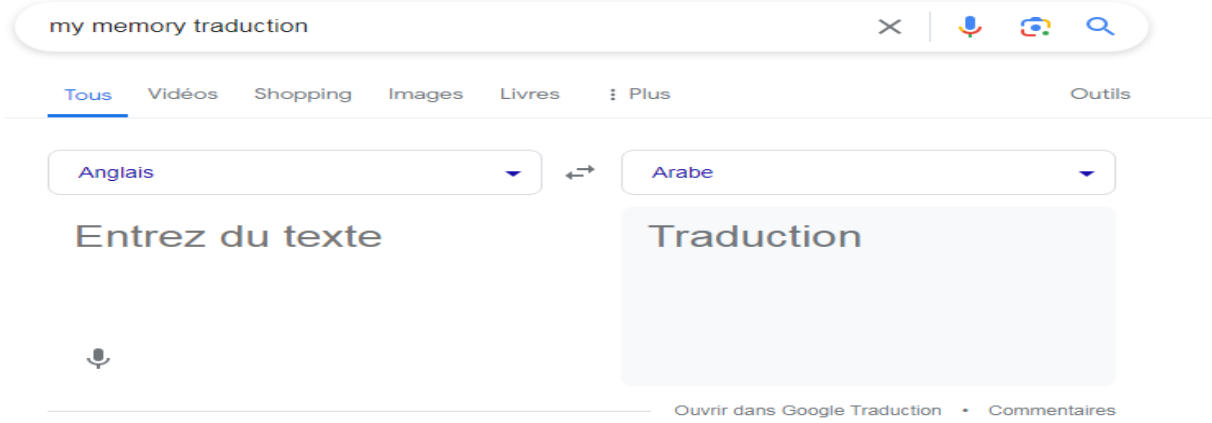 my memory traduction
Tous Vidéos Shopping Images Livres Plus Outils
Anglais Arabe
Entrez du texte Traduction
Ouvrir dans Google Traduction • Commentaires